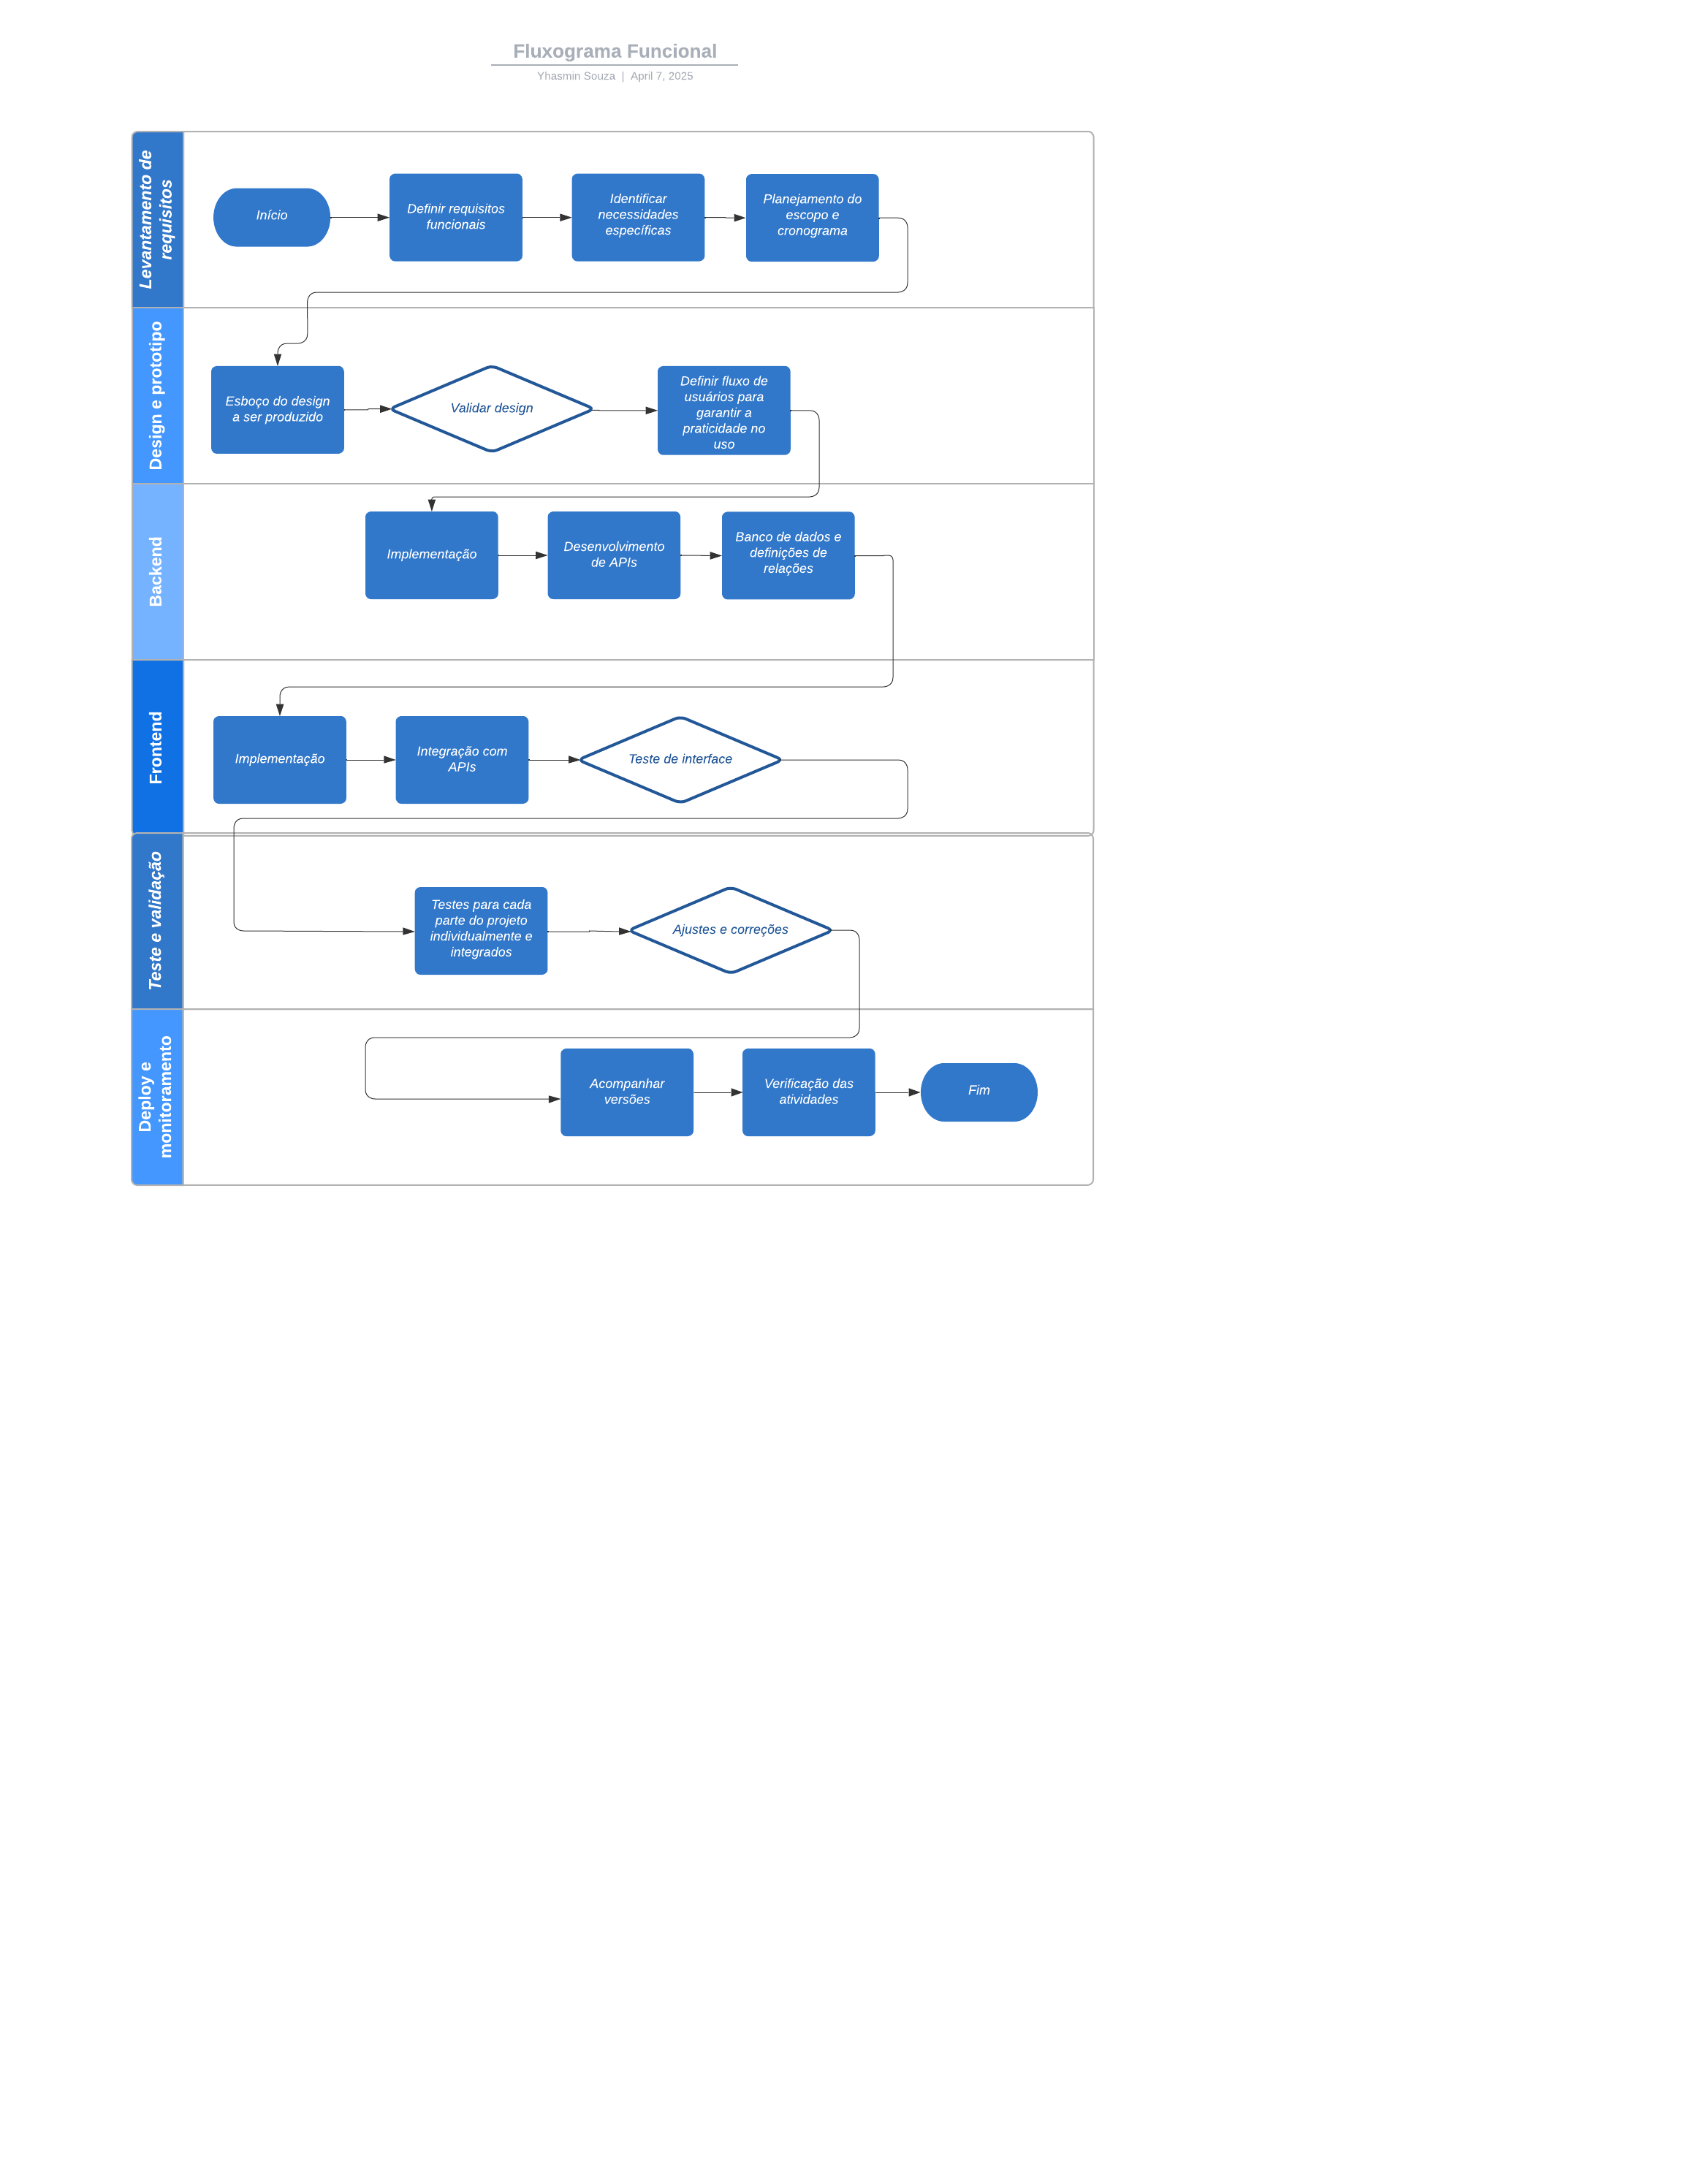 Fluxograma Funcional
Yhasmin Souza | April 7, 2025
Levantamento de
requisitos
Início
Definir requisitos
funcionais
Identificar
necessidades
específicas
Planejamento do
escopo e
cronograma
Design e prototipo
Esboço do design
a ser produzido
Validar design
Definir fluxo de
usuários para
garantir a
praticidade no
uso
Backend
Implementação
Desenvolvimento
de APIs
Banco de dados e
definições de
relações
Frontend
Implementação
Integração com
APIs
Teste de interface
Teste e validação
Testes para cada
parte do projeto
individualmente e
integrados
Ajustes e correções
Deploy e
monitoramento
Acompanhar
versões
Verificação das
atividades
Fim